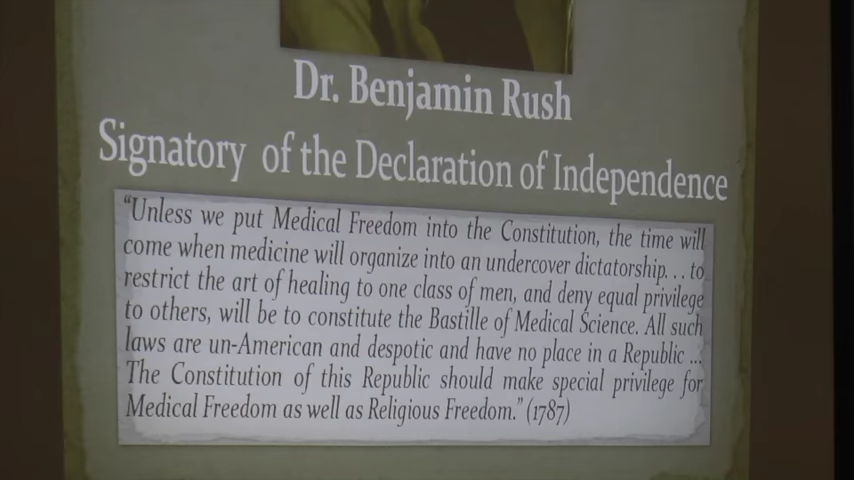 Dr. Benjamin Rush
Signatory of the Declaration of Independence
“Unless we put Medical Freedom into the Constitution, the time will
come when medicine will organize into an undercover dictatorship. . . to
restrict the art of healing to one class of men, and deny equal privilege
to others, will be to constitute the Bastille of Medical Science. All such
laws are un-American and despotic and have no place in a Republic ...
The Constitution of this Republic should make special privilege for
Medical Freedom as well as Religious Freedom.” (1787)